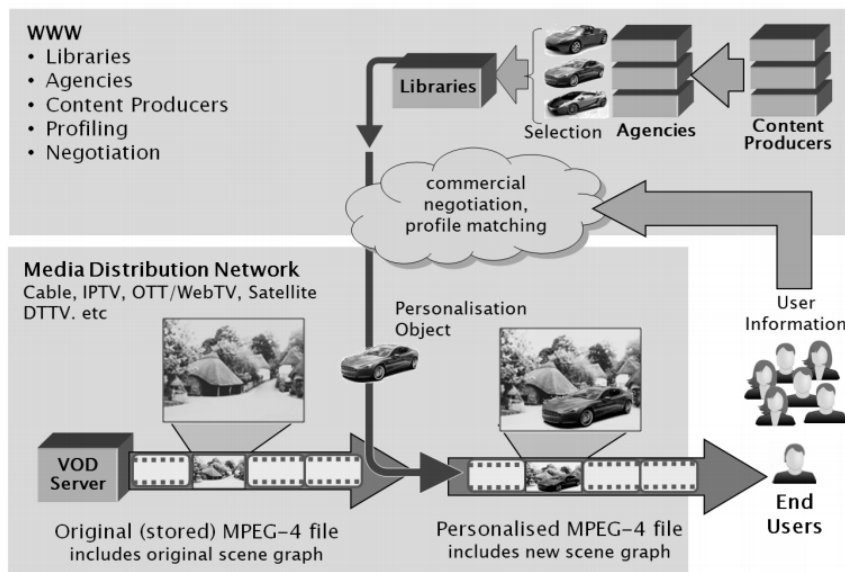 WWW
• Libraries
• Agencies
• Content Producers
• Profiling
• Negotiation
Libraries
Selection
Agencies
Content
Producers
commercial
negotiation,
profile matching
Media Distribution Network
Cable, IPTV, OTT/WebTV, Satellite
DTTV. etc
Personalisation
Object
User
Information
VOD
Server
End
Users
Original (stored) MPEG-4 file
includes original scene graph
Personalised MPEG-4 file
includes new scene graph